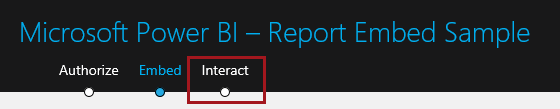 Microsoft Power BI – Report Embed Sample
Authorize Embed Interact